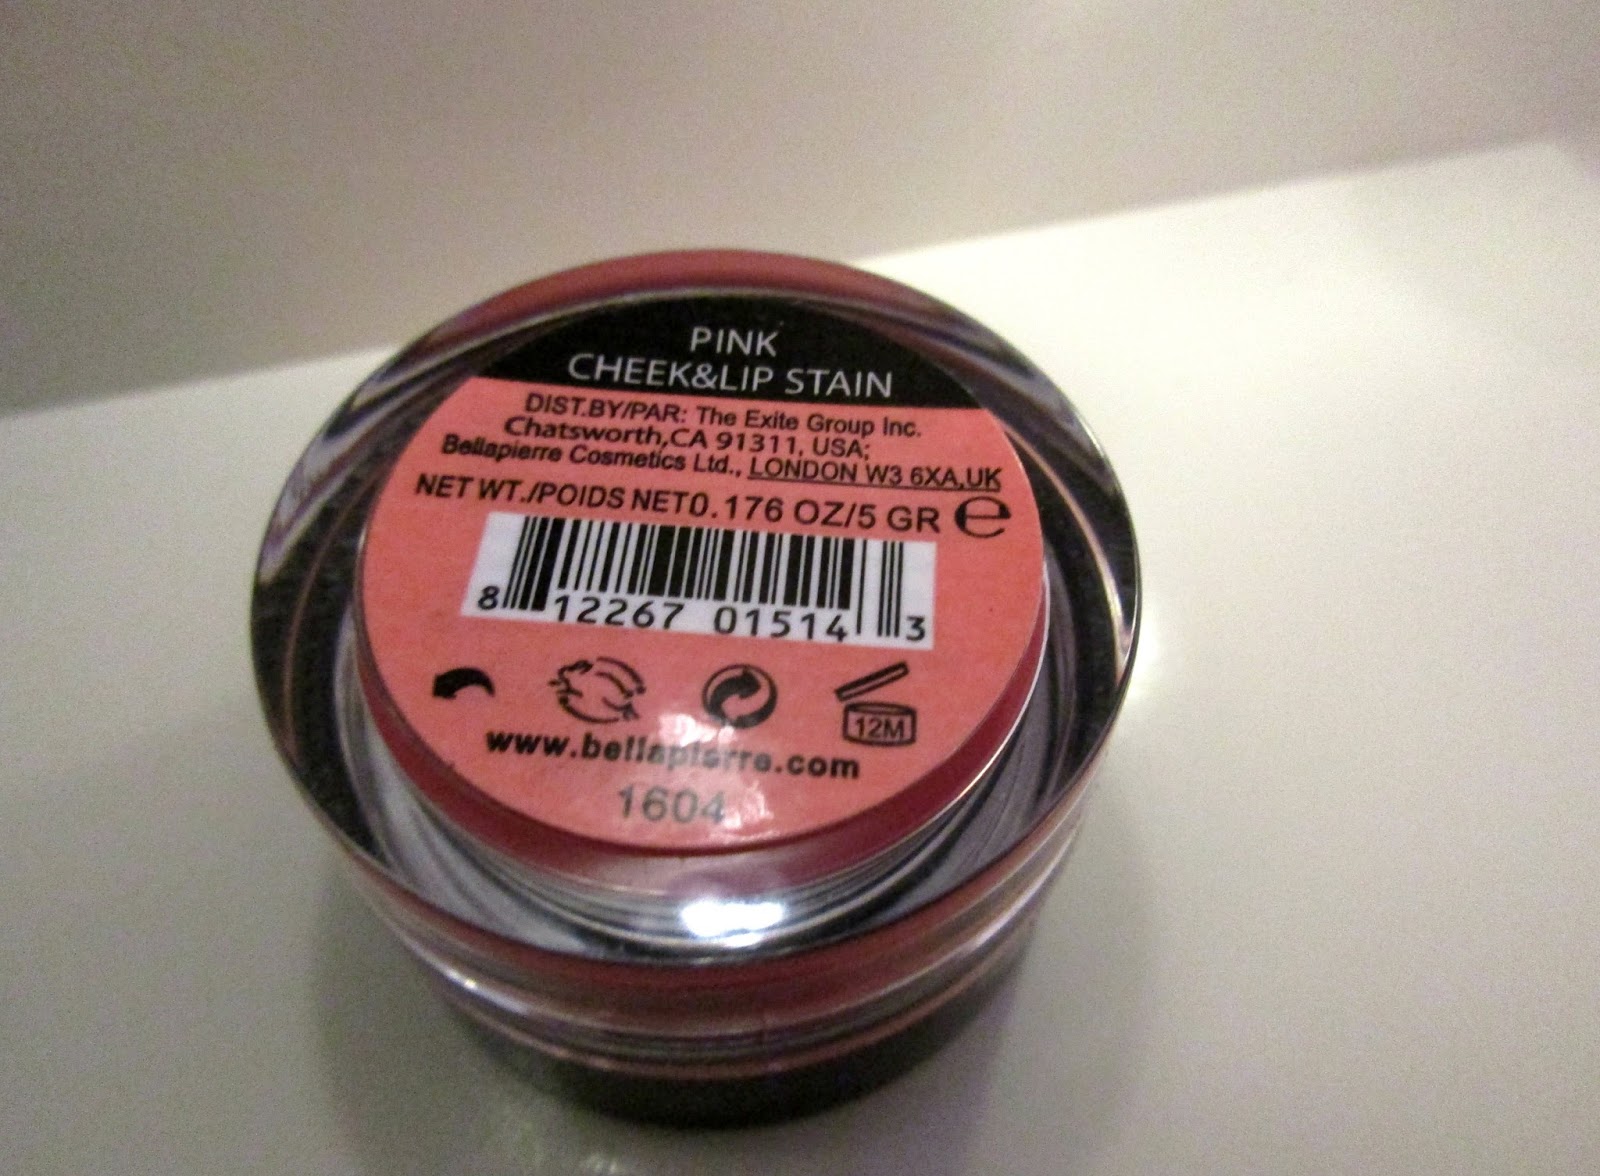 PINK
CHEEK&LIP STAIN
DIST.BY/PAR: The Exite Group Inc.
Chatsworth,CA 91311, USA;
Bellapierre Cosmetics Ltd., LONDON W3 6XA,UK
NET WT./POIDS NET0.176 OZ/5 GR e
8 12267 01514 3
12M
www.bellapierre.com
1604